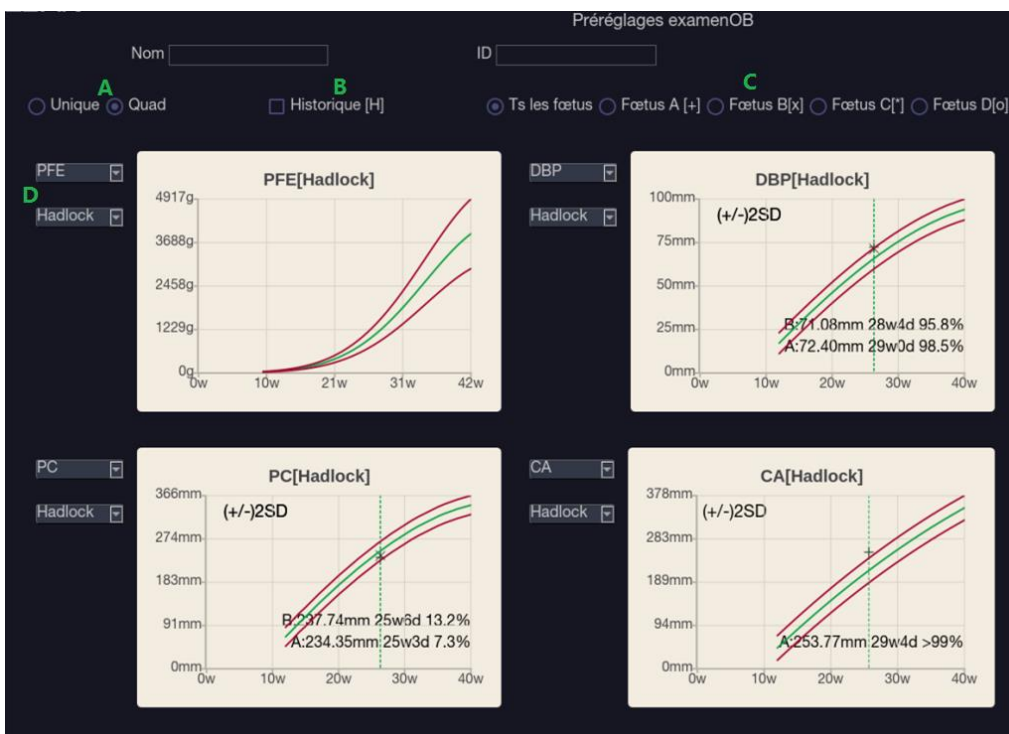 Préréglages examenOB
Nom ID
A B C
Unique Quad Historique [H] Ts les fœtus Fœtus A [+] Fœtus B[x] Fœtus C[*] Fœtus D[o]
PFE
D
Hadlock
PFE[Hadlock]
4917g
3688g
2458g
1229g
0g
0w 10w 21w 31w 42w
DBP
Hadlock
DBP[Hadlock]
100mm
(+/-)2SD
75mm
50mm
25mm
B:71.08mm 28w4d 95.8%
A:72.40mm 29w0d 98.5%
0mm
0w 10w 20w 30w 40w
PC
Hadlock
PC[Hadlock]
366mm
(+/-)2SD
274mm
183mm
91mm
B:237.74mm 25w6d 13.2%
A:234.35mm 25w3d 7.3%
0mm
0w 10w 20w 30w 40w
CA
Hadlock
CA[Hadlock]
378mm
(+/-)2SD
283mm
189mm
94mm
A:253.77mm 29w4d >99%
0mm
0w 10w 20w 30w 40w